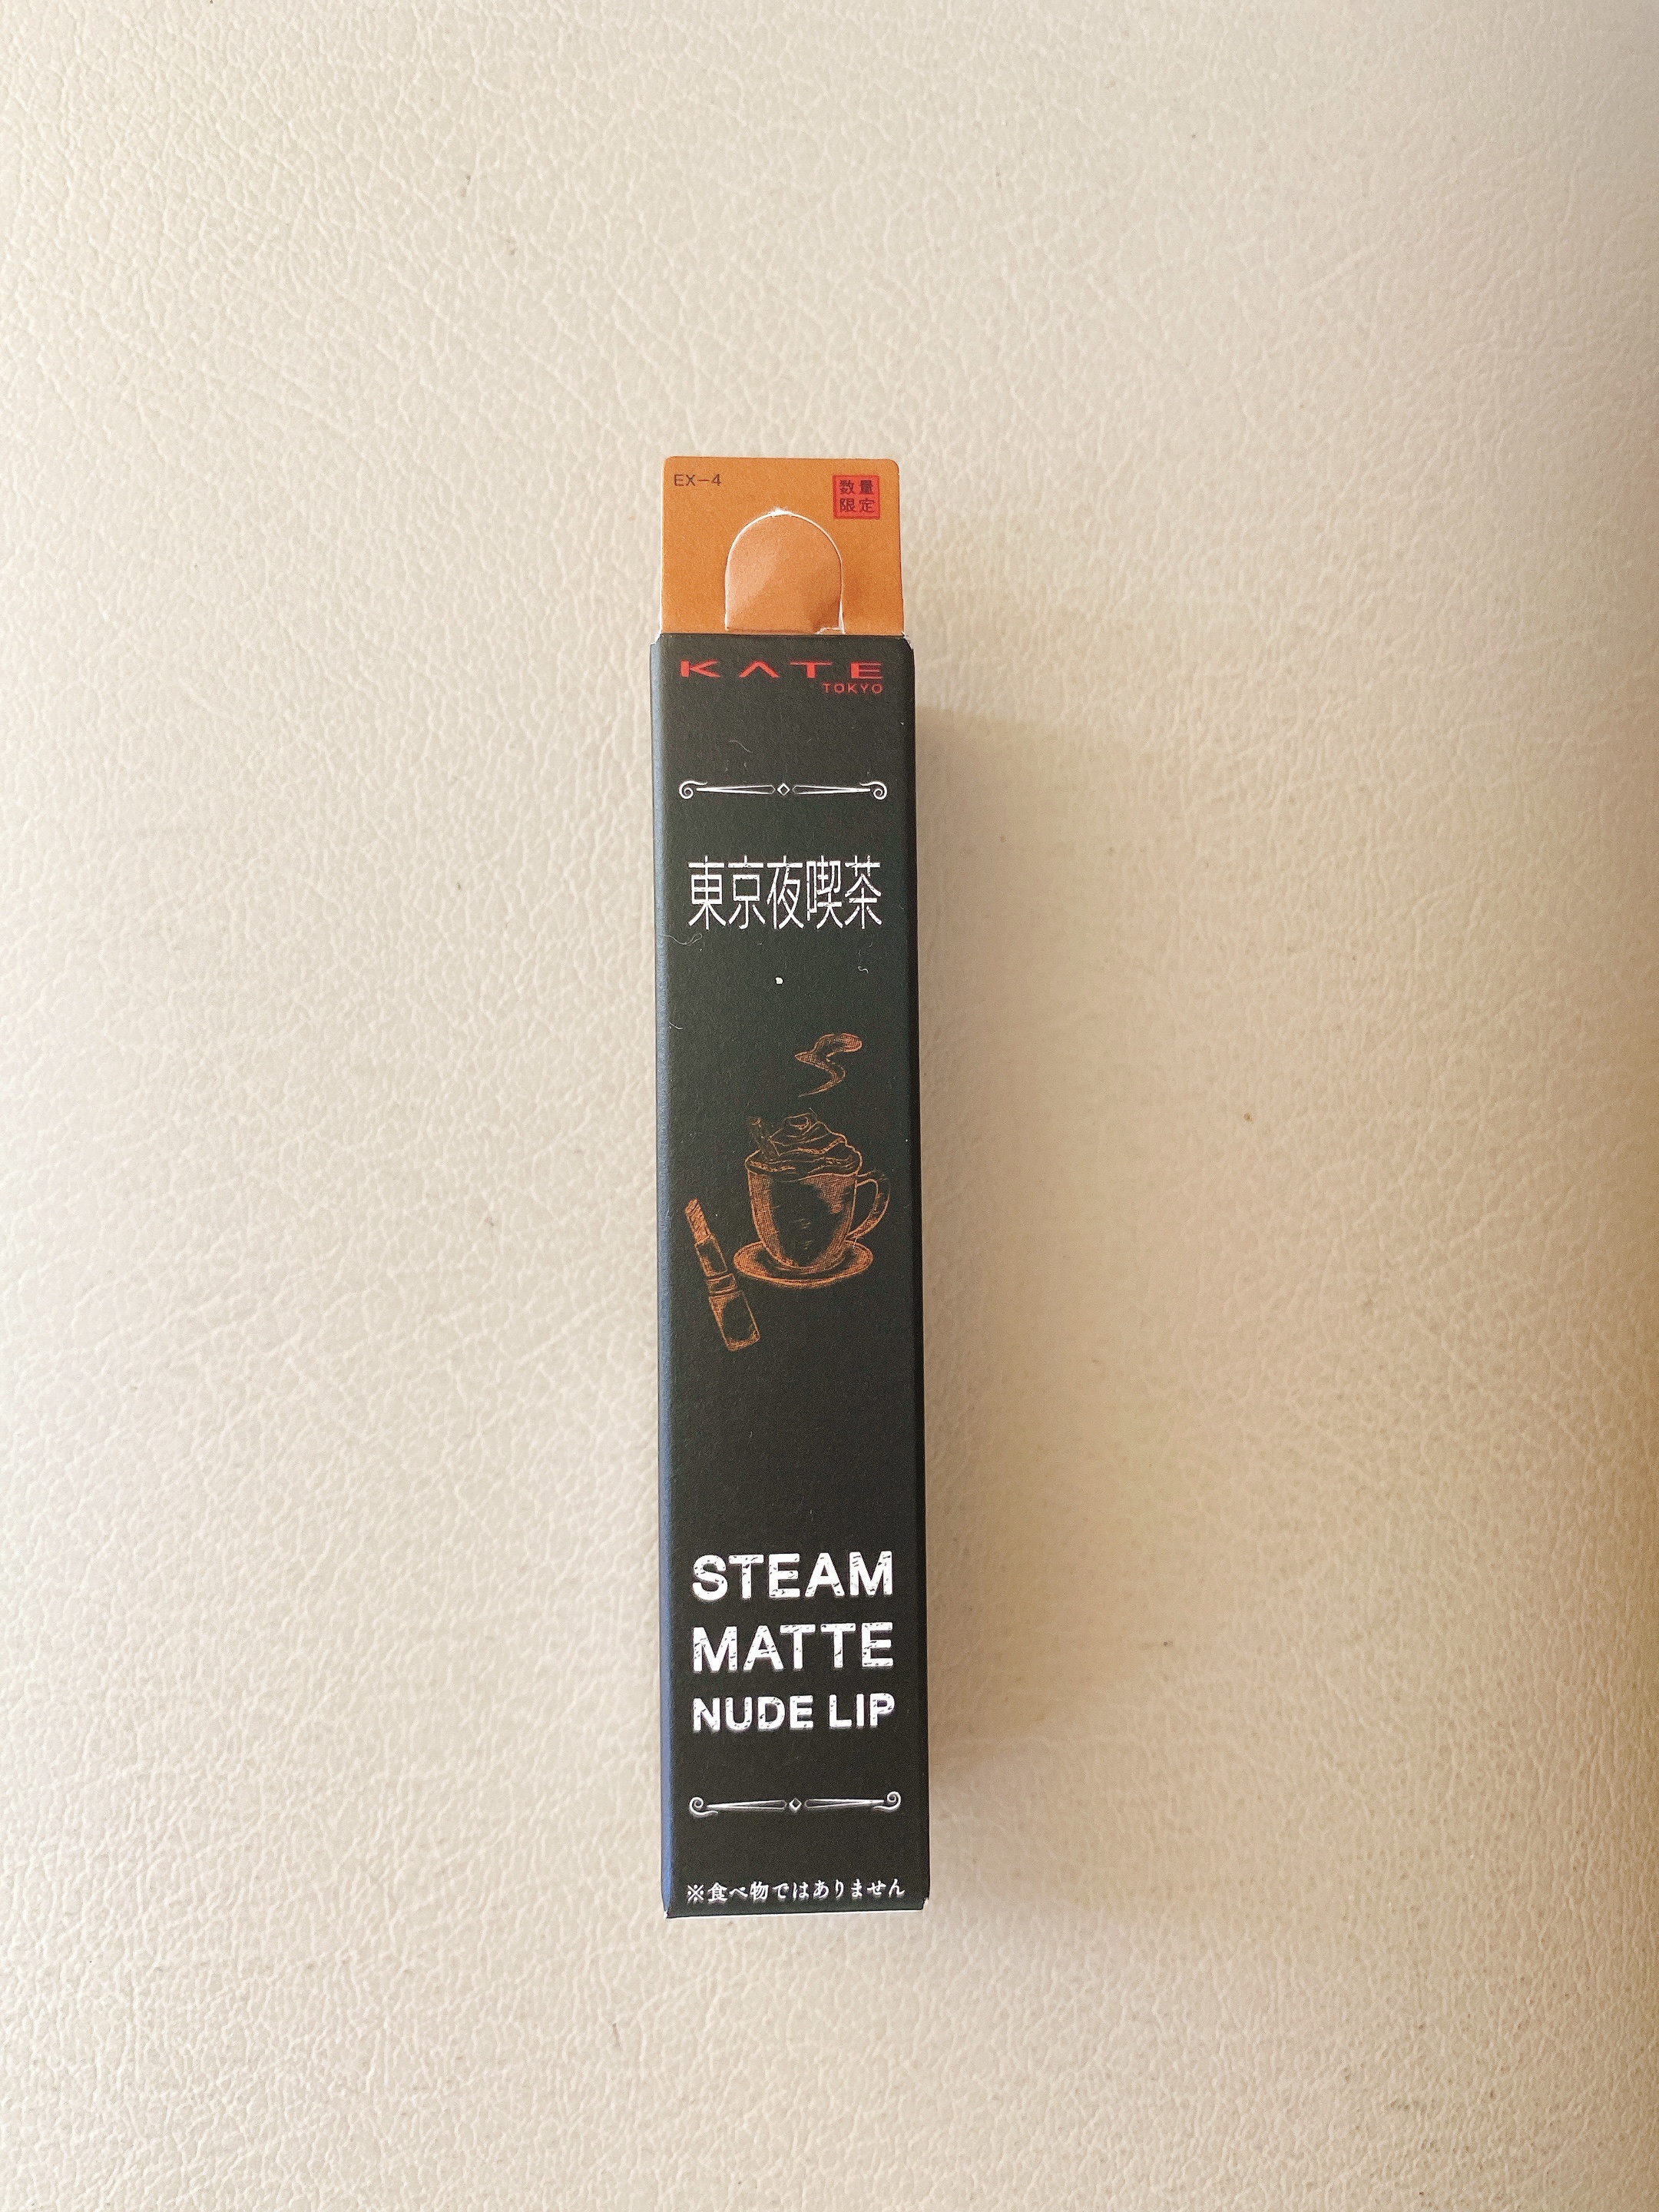 EX-4
数量
限定
KATE
TOKYO
東京夜喫茶
STEAM
MATTE
NUDE LIP
※食べ物ではありません